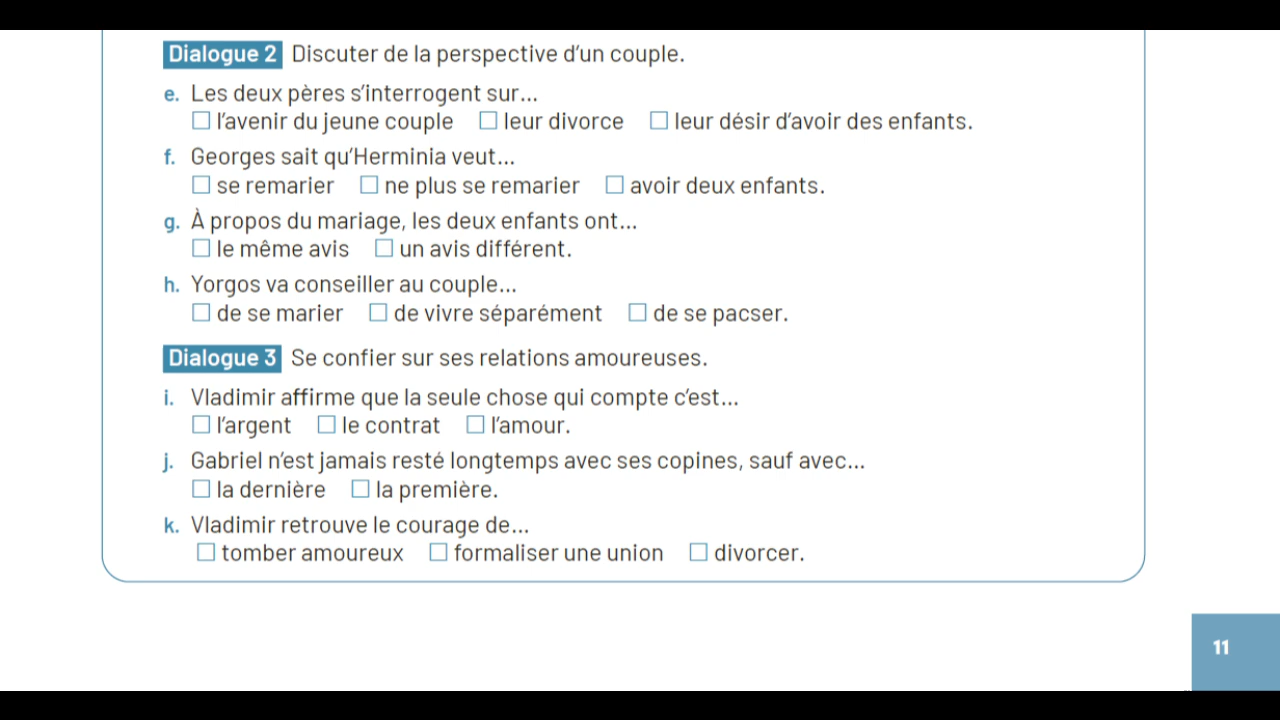 Dialogue 2 Discuter de la perspective d’un couple.
e. Les deux pères s’interrogent sur…
☐ l’avenir du jeune couple ☐ leur divorce ☐ leur désir d’avoir des enfants.
f. Georges sait qu’Herminia veut…
☐ se remarier ☐ ne plus se remarier ☐ avoir deux enfants.
g. À propos du mariage, les deux enfants ont…
☐ le même avis ☐ un avis différent.
h. Yorgos va conseiller au couple…
☐ de se marier ☐ de vivre séparément ☐ de se pacser.
Dialogue 3 Se confier sur ses relations amoureuses.
i. Vladimir affirme que la seule chose qui compte c’est…
☐ l’argent ☐ le contrat ☐ l’amour.
j. Gabriel n’est jamais resté longtemps avec ses copines, sauf avec…
☐ la dernière ☐ la première.
k. Vladimir retrouve le courage de…
☐ tomber amoureux ☐ formaliser une union ☐ divorcer.
11